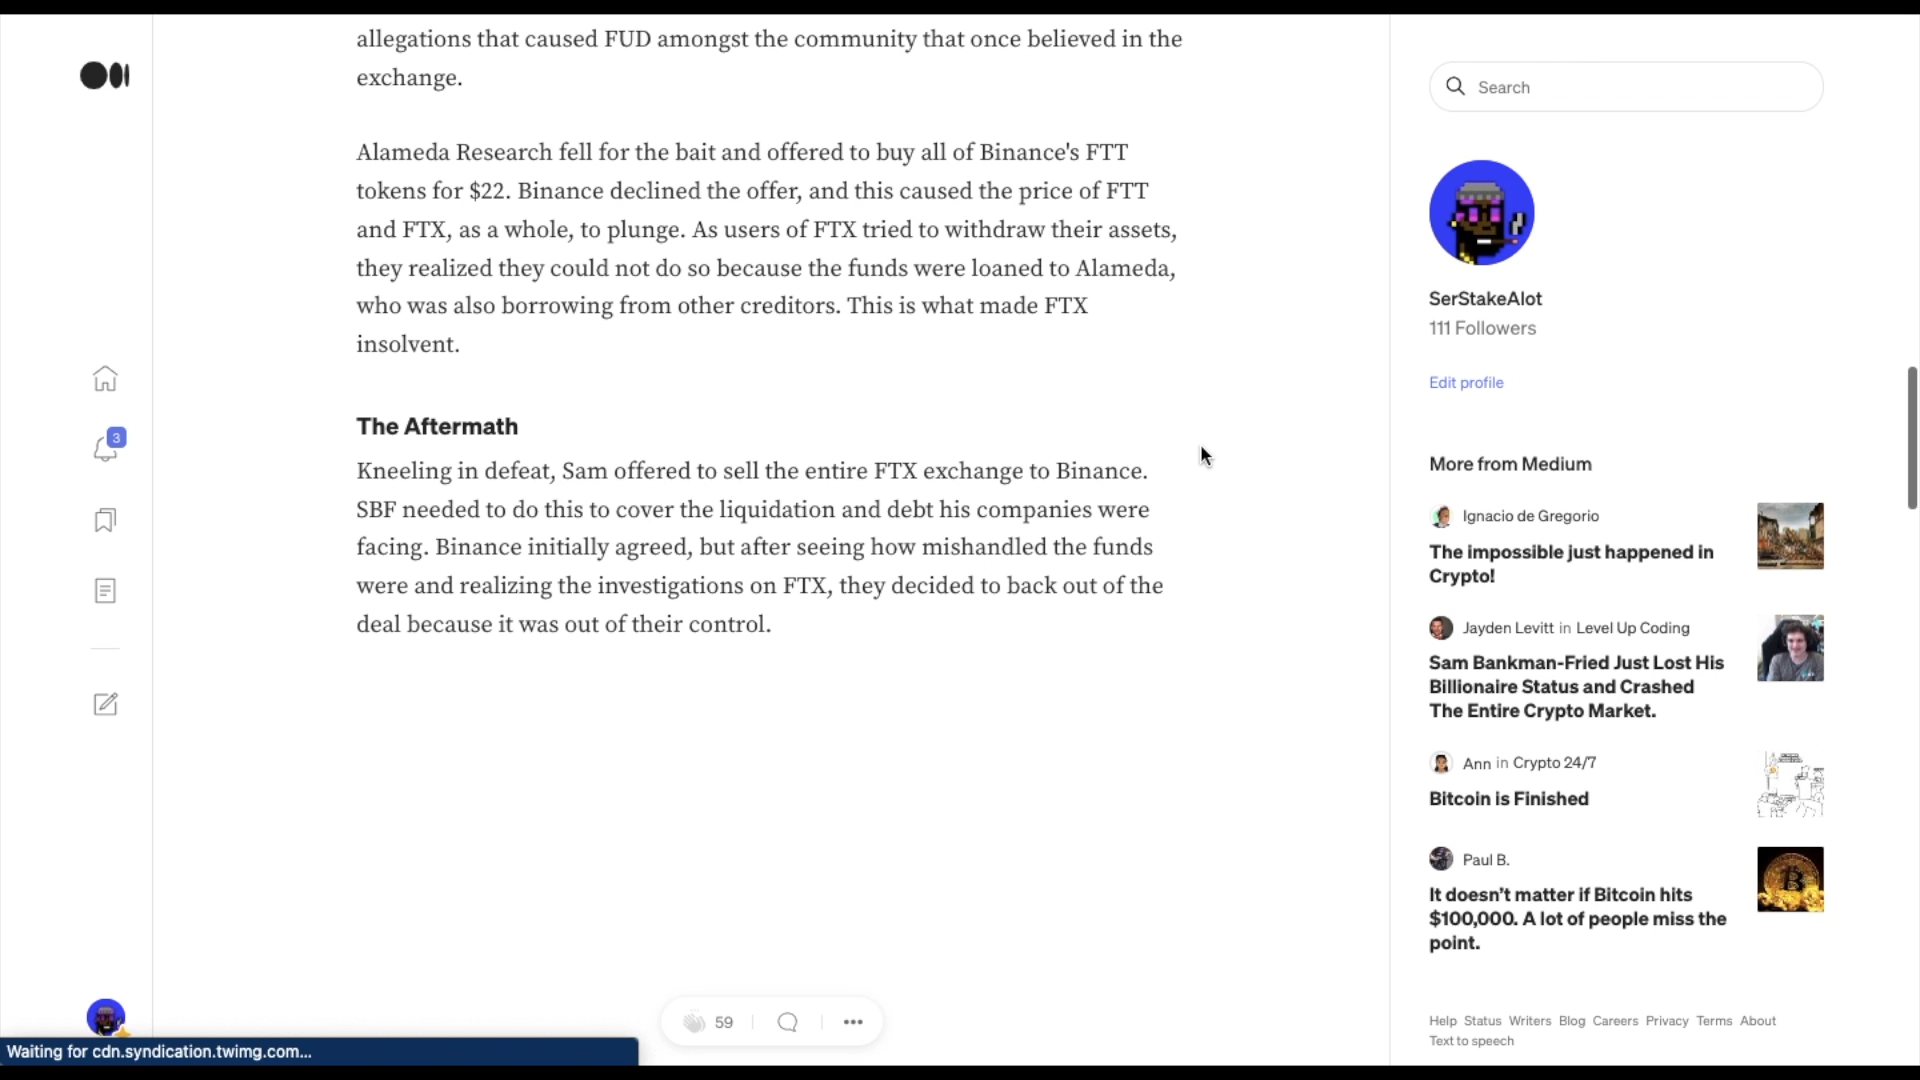 allegations that caused FUD amongst the community that once believed in the
exchange.
Alameda Research fell for the bait and offered to buy all of Binance's FTT
tokens for $22. Binance declined the offer, and this caused the price of FTT
and FTX, as a whole, to plunge. As users of FTX tried to withdraw their assets,
they realized they could not do so because the funds were loaned to Alameda,
who was also borrowing from other creditors. This is what made FTX
insolvent.
The Aftermath
Kneeling in defeat, Sam offered to sell the entire FTX exchange to Binance.
SBF needed to do this to cover the liquidation and debt his companies were
facing. Binance initially agreed, but after seeing how mishandled the funds
were and realizing the investigations on FTX, they decided to back out of the
deal because it was out of their control.
3
59
Waiting for cdn.syndication.twimg.com...
Search
SerStakeAlot
111 Followers
Edit profile
More from Medium
Ignacio de Gregorio
The impossible just happened in
Crypto!
Jayden Levitt in Level Up Coding
Sam Bankman-Fried Just Lost His
Billionaire Status and Crashed
The Entire Crypto Market.
Ann in Crypto 24/7
Bitcoin is Finished
Paul B.
It doesn’t matter if Bitcoin hits
$100,000. A lot of people miss the
point.
Help Status Writers Blog Careers Privacy Terms About
Text to speech